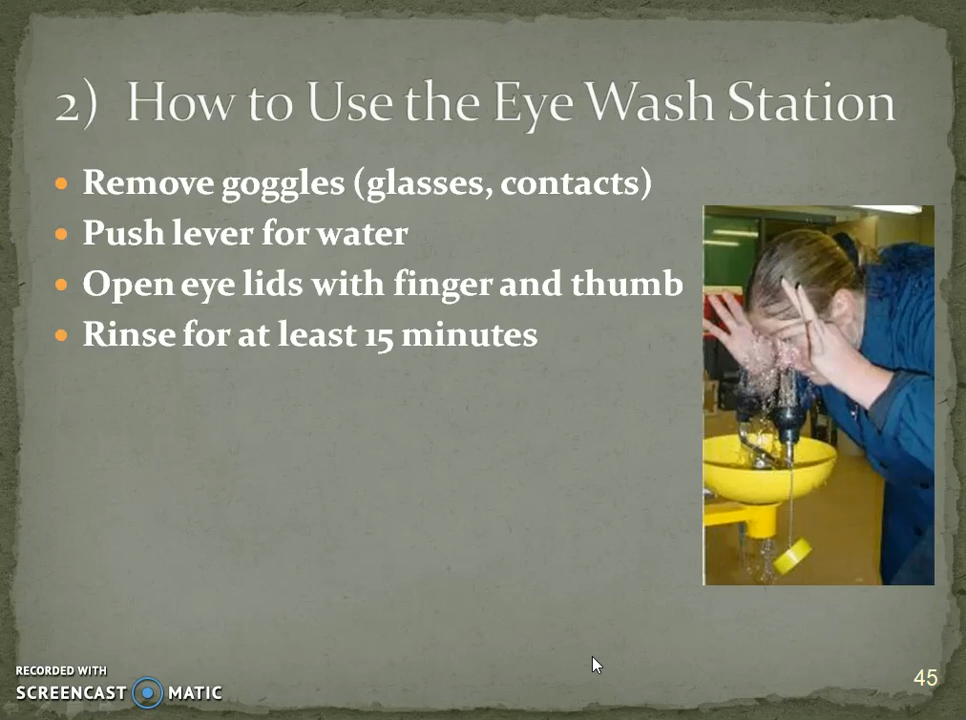 2) How to Use the Eye Wash Station
Remove goggles (glasses, contacts)
Push lever for water
Open eye lids with finger and thumb
Rinse for at least 15 minutes
RECORDED WITH
SCREENCAST MATIC
45